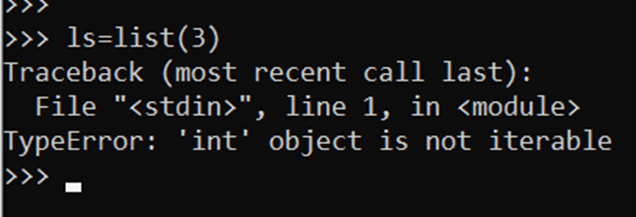 >>>
>>> ls=list(3)
Traceback (most recent call last):
  File "<stdin>", line 1, in <module>
TypeError: 'int' object is not iterable
>>>